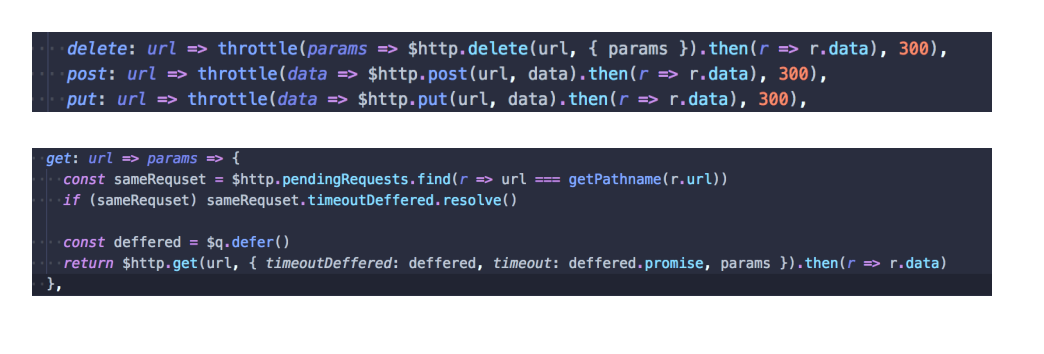 delete: url => throttle(params => $http.delete(url, { params }).then(r => r.data), 300),
post: url => throttle(data => $http.post(url, data).then(r => r.data), 300),
put: url => throttle(data => $http.put(url, data).then(r => r.data), 300),
get: url => params => {
const sameRequset = $http.pendingRequests.find(r => url === getPathname(r.url))
if (sameRequset) sameRequset.timeoutDeffered.resolve()
const deffered = $q.defer()
return $http.get(url, { timeoutDeffered: deffered, timeout: deffered.promise, params }).then(r => r.data)
},